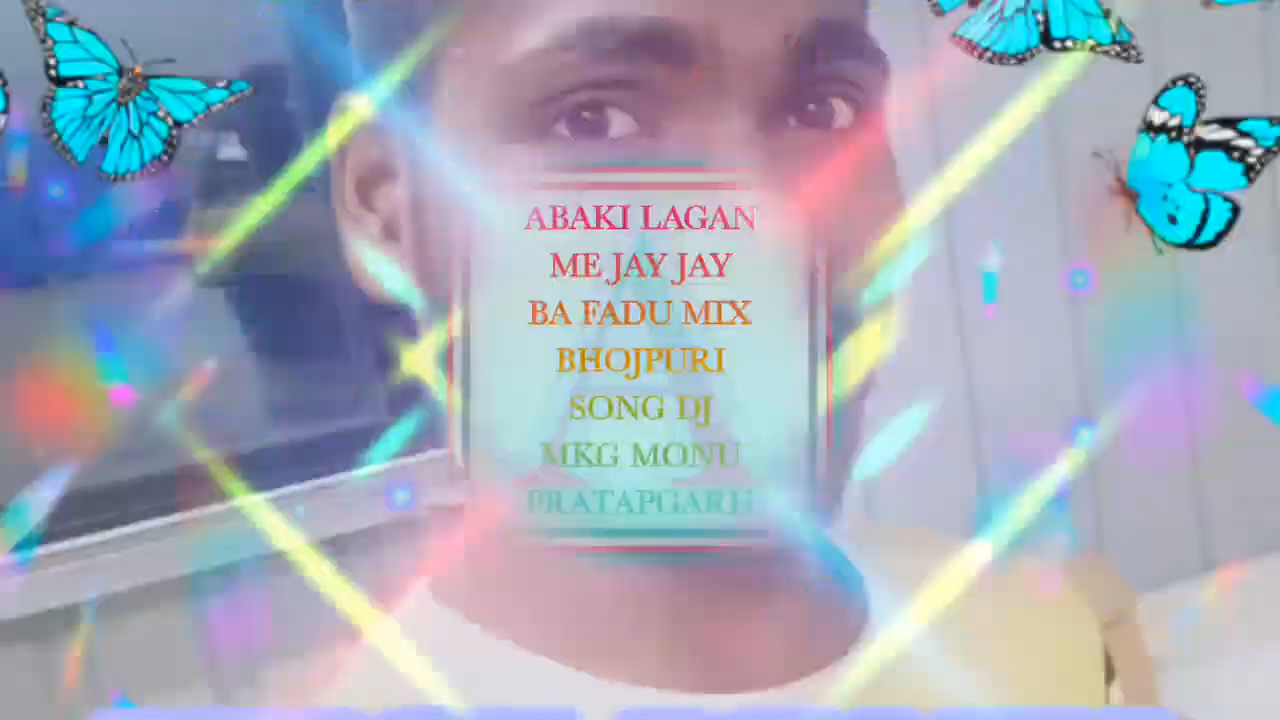 ABAKI LAGAN
ME JAY JAY
BA FADU MIX
BHOJPURI
SONG DJ
MKG MONU
PRATAPGARH